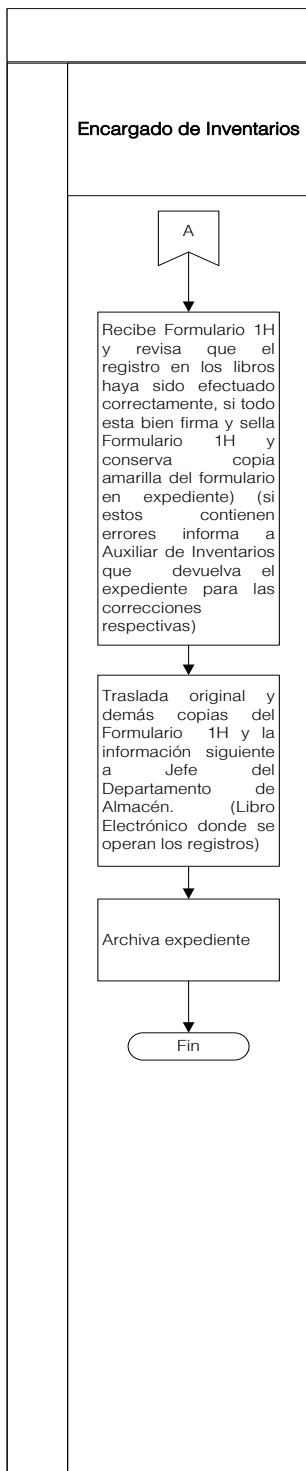 Encargado de Inventarios
A
Recibe Formulario 1H
y revisa que el
registro en los libros
haya sido efectuado
correctamente, si todo
esta bien firma y sella
Formulario 1H y
conserva copia
amarilla del formulario
en expediente) (si
estos contienen
errores informa a
Auxiliar de Inventarios
que devuelva el
expediente para las
correcciones
respectivas)
Traslada original y
demás copias del
Formulario 1H y la
información siguiente
a Jefe del
Departamento de
Almacén. (Libro
Electrónico donde se
operan los registros)
Archiva expediente
Fin